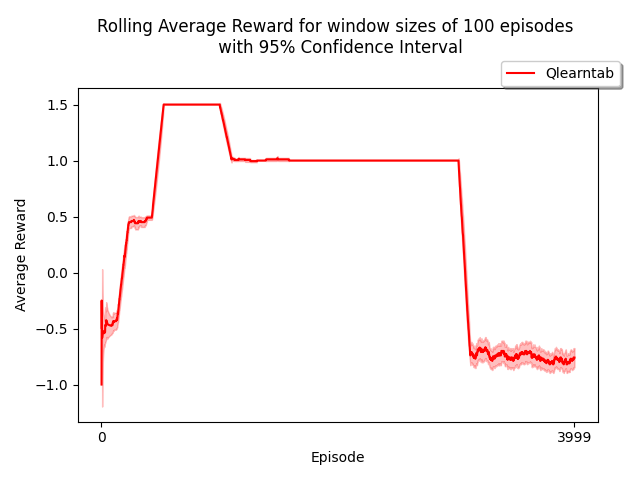 Rolling Average Reward for window sizes of 100 episodes
with 95% Confidence Interval
Qlearntab
1.5
1.0
0.5
0.0
−0.5
−1.0
Average Reward
0
3999
Episode